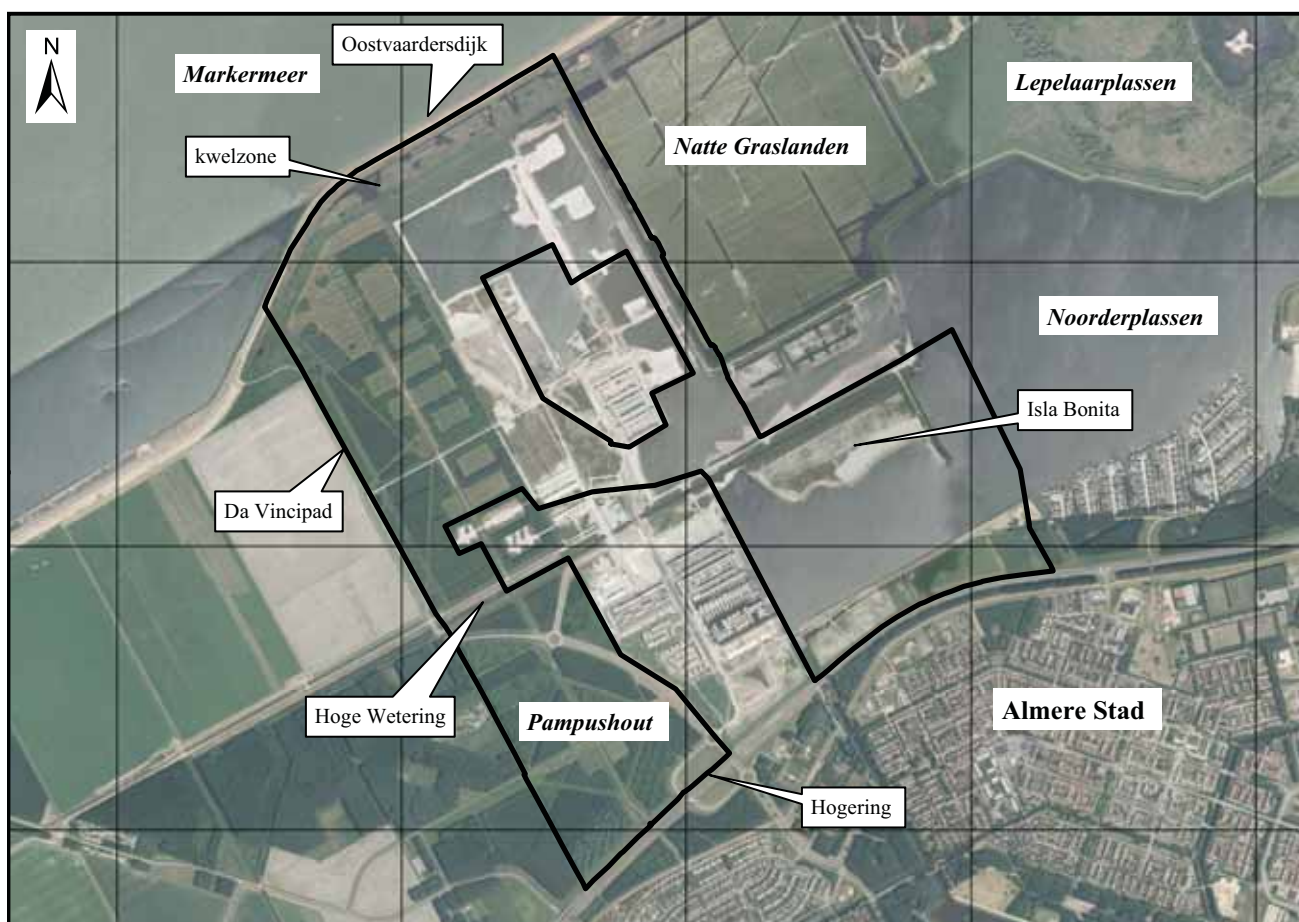 N
Oostvaardersdijk
Markermeer
Lepelaarplassen
kwelzone
Natte Graslanden
Noorderplassen
Isla Bonita
Da Vincipad
Hoge Wetering
Pampushout
Almere Stad
Hogering